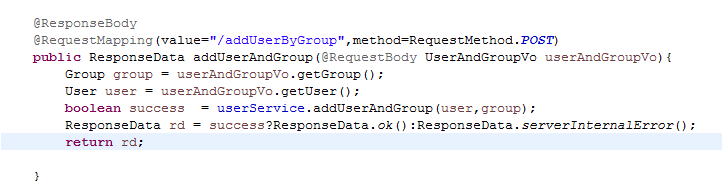 @ResponseBody
@RequestMapping(value="/addUserByGroup",method=RequestMethod.POST)
public ResponseData addUserAndGroup(@RequestBody UserAndGroupVo userAndGroupVo){
Group group = userAndGroupVo.getGroup();
User user = userAndGroupVo.getUser();
boolean success  = userService.addUserAndGroup(user,group);
ResponseData rd = success?ResponseData.ok():ResponseData.serverInternalError();
return rd;
}